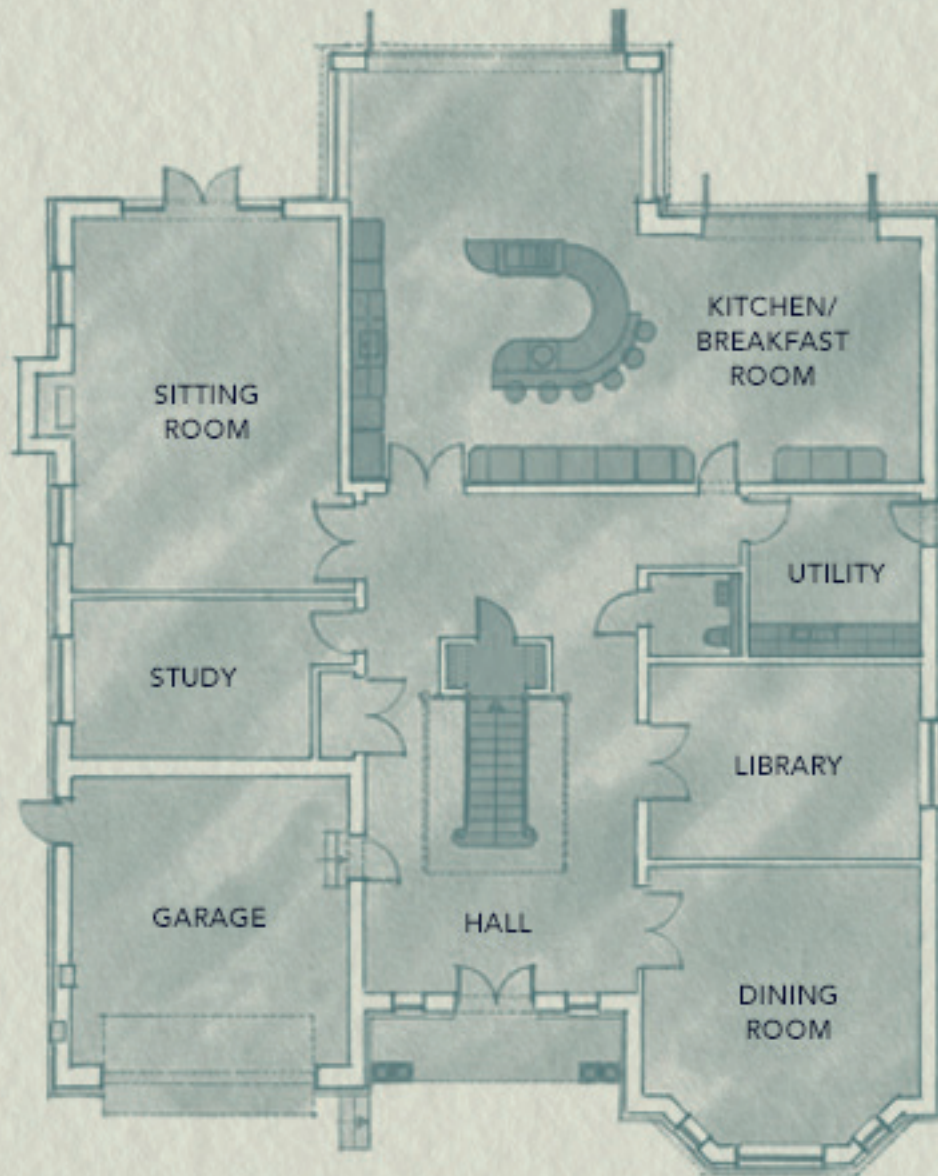 KITCHEN/
BREAKFAST
ROOM
SITTING
ROOM
UTILITY
STUDY
LIBRARY
GARAGE
HALL
DINING
ROOM